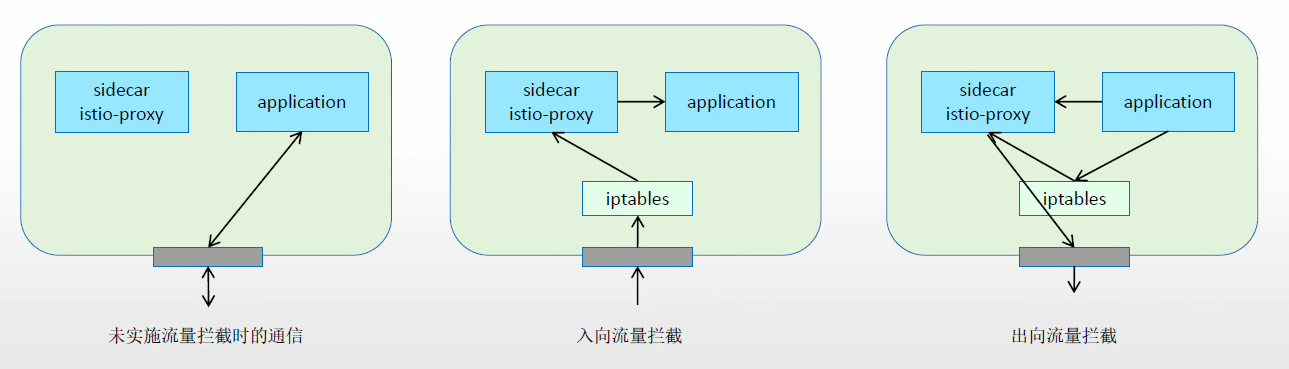 sidecar
istio-proxy
application
未实施流量拦截时的通信
sidecar
istio-proxy
application
iptables
入向流量拦截
sidecar
istio-proxy
application
iptables
出向流量拦截